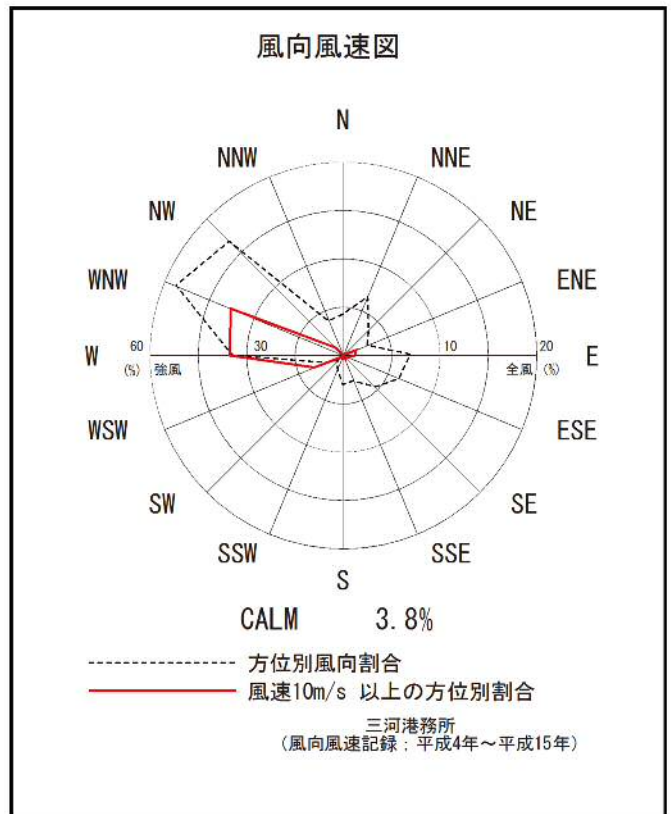 風向風速図
N
NNW NNE
NW NE
WNW ENE
W 60 30 10 20 E
(%) 強風 全風 (%)
WSW ESE
SW SE
SSW SSE
S
CALM 3.8%
方位別風向割合
風速10m/s 以上の方位別割合
三河港務所
(風向風速記録:平成4年~平成15年)